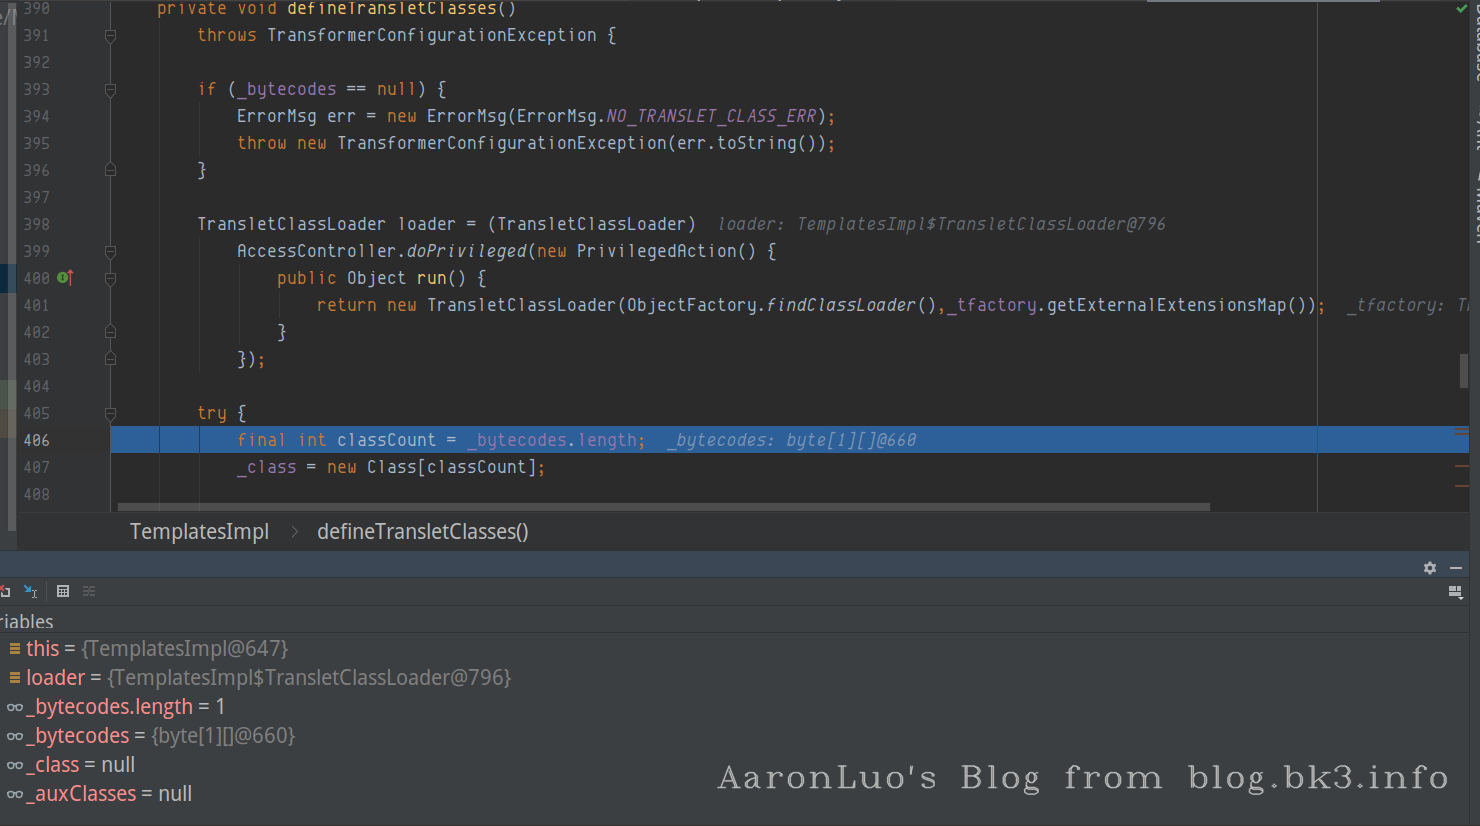 390 private void defineTransletClasses()
391 throws TransformerConfigurationException {
392
393 if (_bytecodes == null) {
394 ErrorMsg err = new ErrorMsg(ErrorMsg.NO_TRANSLET_CLASS_ERR);
395 throw new TransformerConfigurationException(err.toString());
396 }
397
398 TransletClassLoader loader = (TransletClassLoader) loader: TemplatesImpl$TransletClassLoader@796
399 AccessController.doPrivileged(new PrivilegedAction() {
400 public Object run() {
401 return new TransletClassLoader(ObjectFactory.findClassLoader(),_tfactory.getExternalExtensionsMap()); _tfactory:
402 }
403 });
404
405 try {
406 final int classCount = _bytecodes.length; _bytecodes: byte[1][]@660
407 _class = new Class[classCount];
408
TemplatesImpl > defineTransletClasses()
riables
this = {TemplatesImpl@647}
loader = {TemplatesImpl$TransletClassLoader@796}
_bytecodes.length = 1
_bytecodes = {byte[1][]@660}
_class = null
_auxClasses = null
AaronLuo's Blog from blog.bk3.info